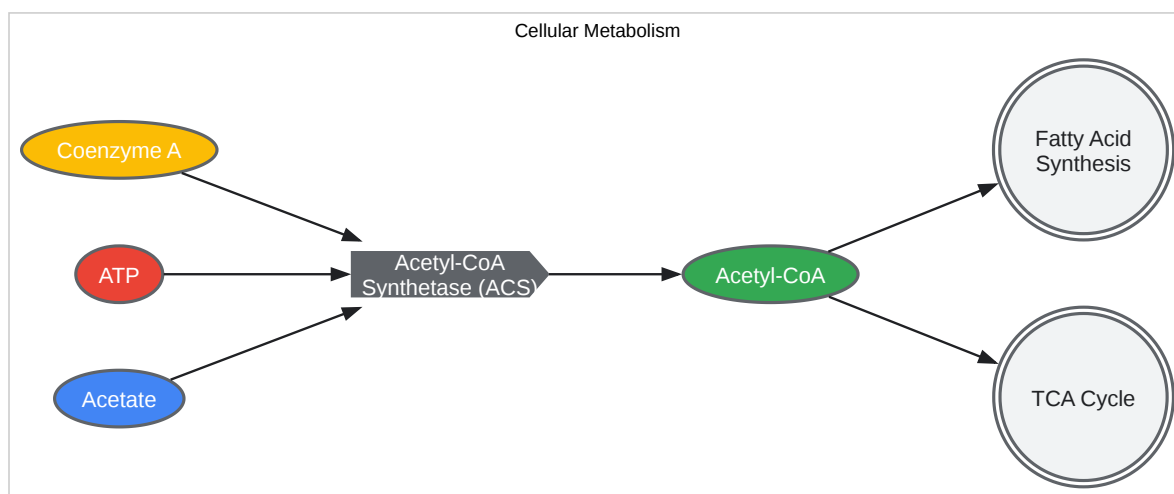 Cellular Metabolism
Coenzyme A
ATP
Acetate
Acetyl-CoA
Synthetase (ACS)
Acetyl-CoA
Fatty Acid
Synthesis
TCA Cycle